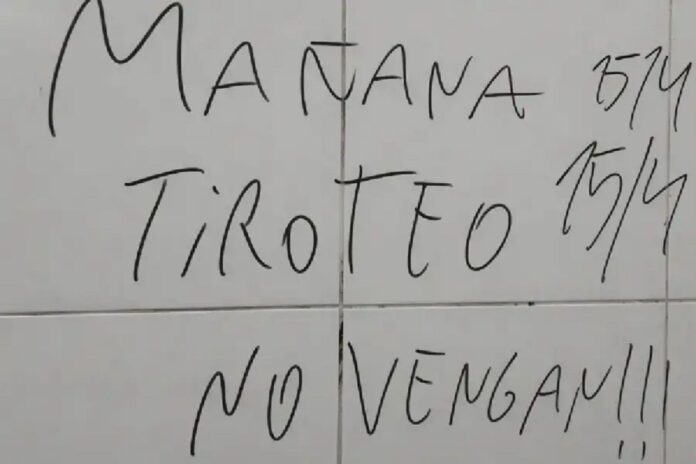 MAÑANA 15/4
TiROTEO 15/4
NO VENGAN!!!